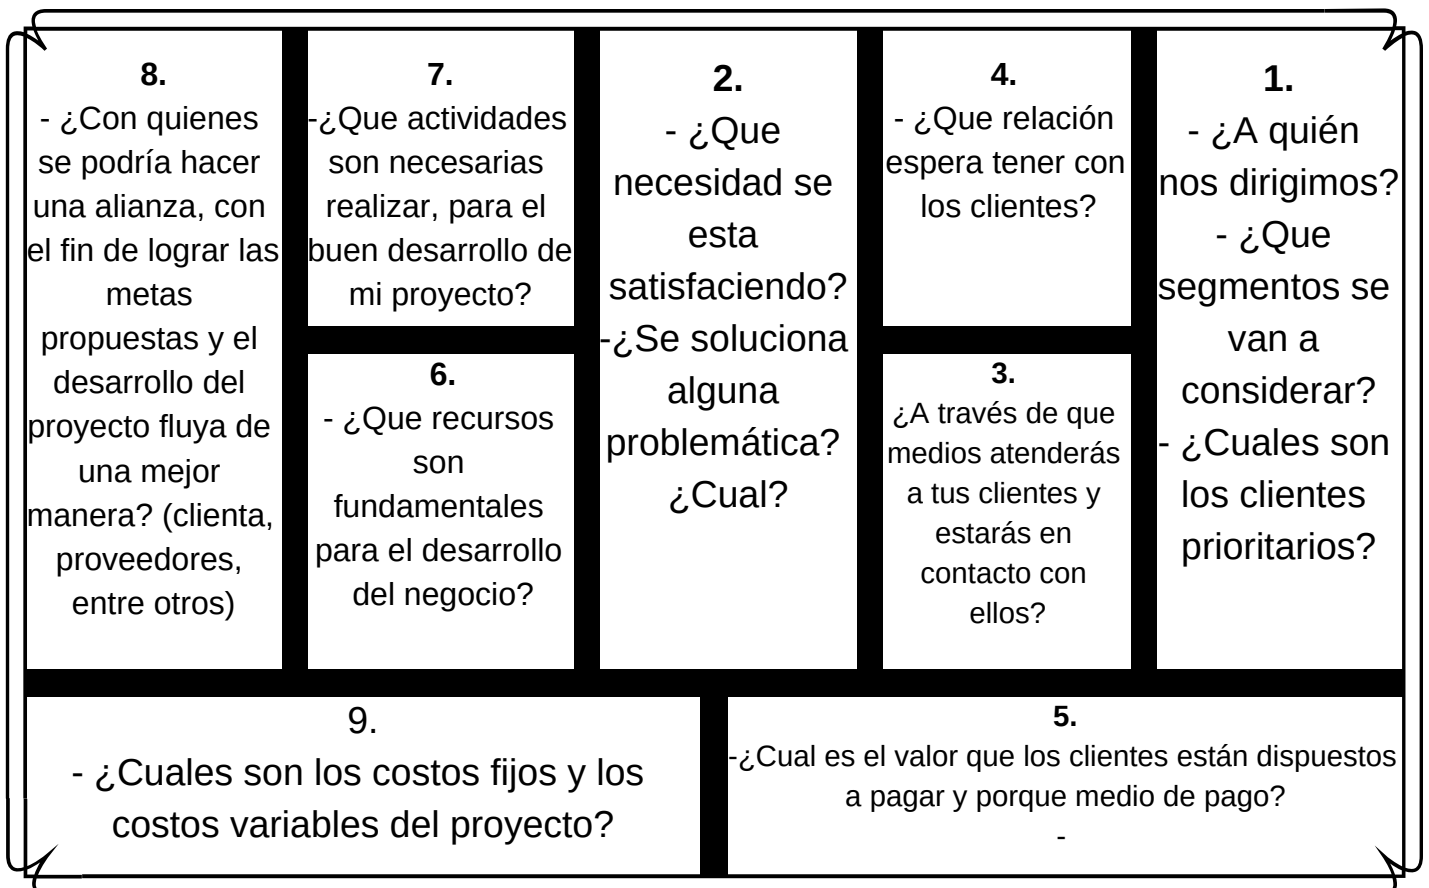 8.
- ¿Con quienes
se podría hacer
una alianza, con
el fin de lograr las
metas
propuestas y el
desarrollo del
proyecto fluya de
una mejor
manera? (clienta,
proveedores,
entre otros)
7.
-¿Que actividades
son necesarias
realizar, para el
buen desarrollo de
mi proyecto?
6.
- ¿Que recursos
son
fundamentales
para el desarrollo
del negocio?
2.
- ¿Que
necesidad se
esta
satisfaciendo?
-¿Se soluciona
alguna
problemática?
¿Cual?
4.
- ¿Que relación
espera tener con
los clientes?
3.
¿A través de que
medios atenderás
a tus clientes y
estarás en
contacto con
ellos?
1.
- ¿A quién
nos dirigimos?
- ¿Que
segmentos se
van a
considerar?
- ¿Cuales son
los clientes
prioritarios?
9.
- ¿Cuales son los costos fijos y los
costos variables del proyecto?
5.
-¿Cual es el valor que los clientes están dispuestos
a pagar y porque medio de pago?
-